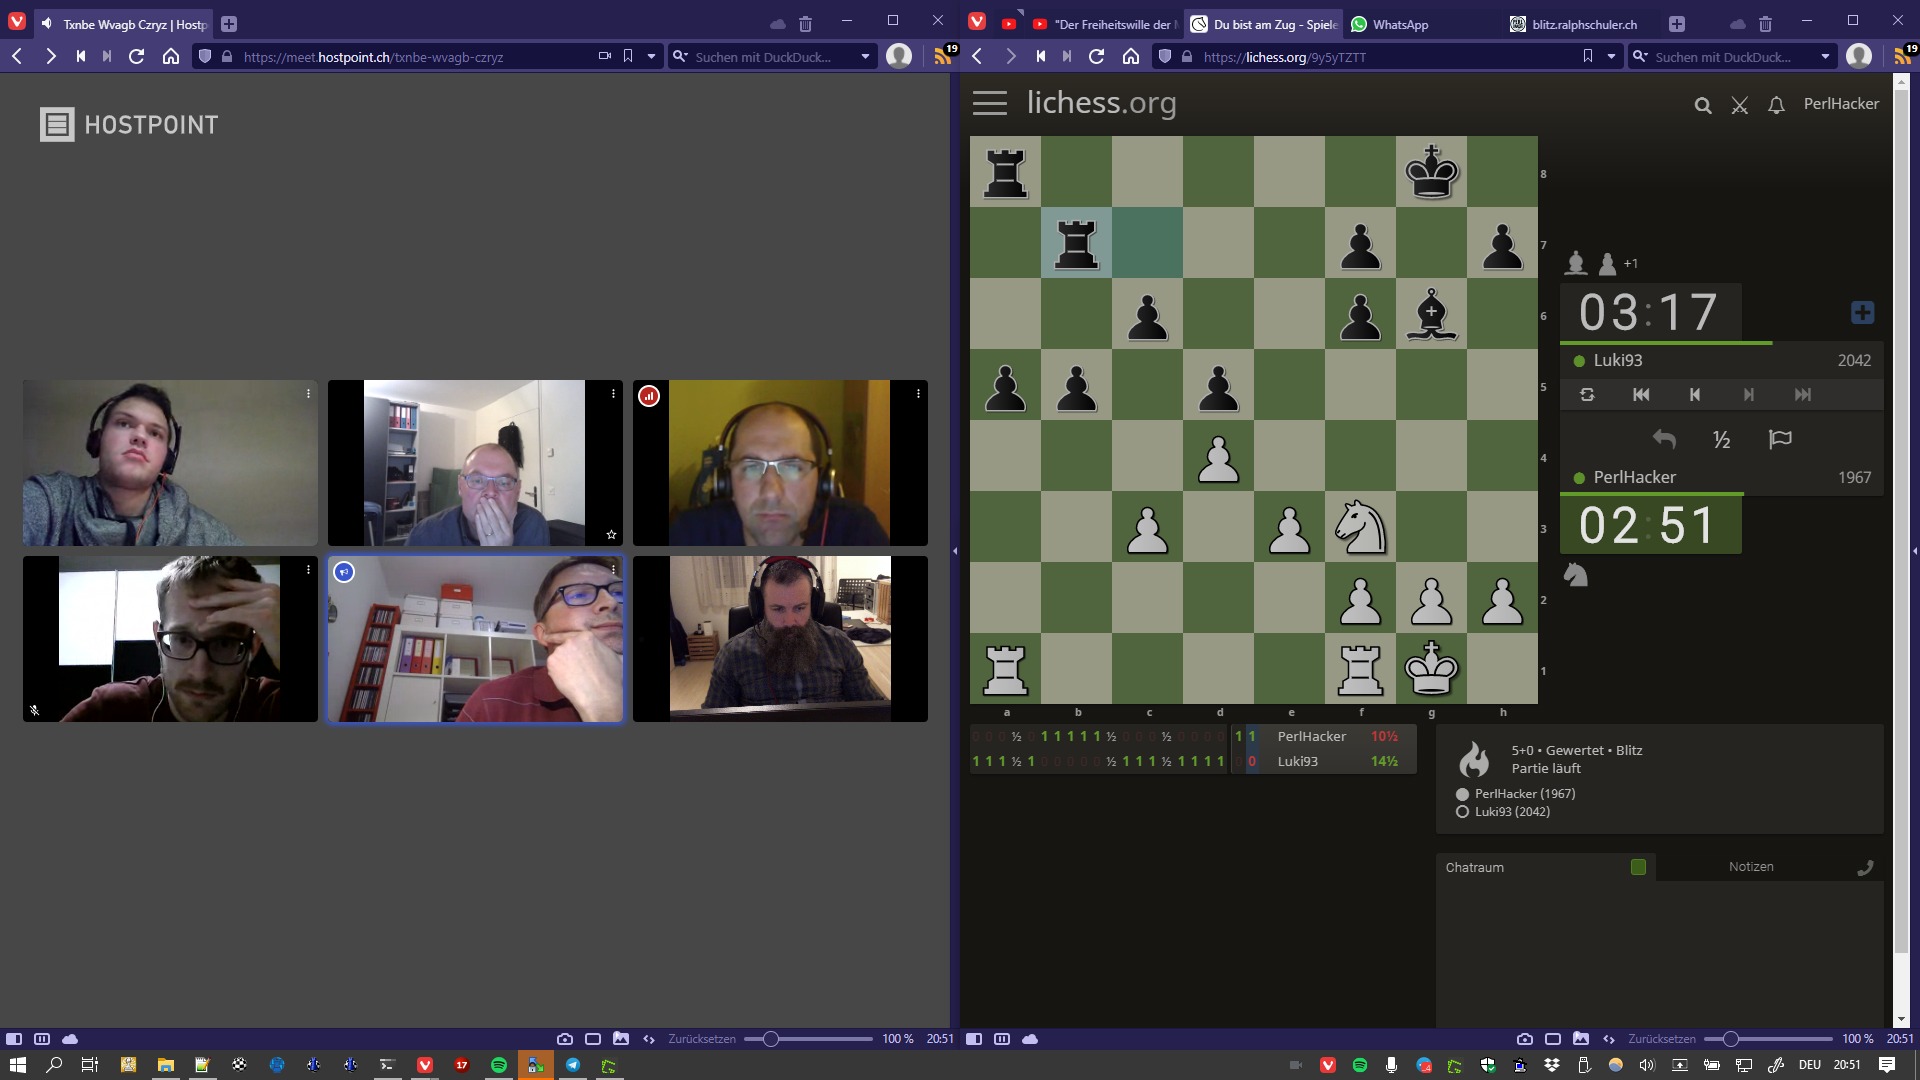 Txnbe Wvagb Czryz | Hostp
https://meet.hostpoint.ch/txnbe-wvagb-czryz
Suchen mit DuckDuck...
19
HOSTPOINT
Zurücksetzen
100 %
20:51
"Der Freiheitswille der
Du bist am Zug - Spiele
WhatsApp
blitz.ralphschuler.ch
https://lichess.org/9y5yTZTT
Suchen mit DuckDuck...
19
lichess.org
PerlHacker
8
7
6
5
4
3
2
1
a b c d e f g h
+1
03:17
Luki93 2042
½
PerlHacker 1967
02:51
0 0 0 ½ 0 1 1 1 1 1 ½ 0 0 0 ½ 0 0 0 0 1 1 PerlHacker 10½
1 1 1 ½ 1 0 0 0 0 0 ½ 1 1 1 ½ 1 1 1 1 0 0 Luki93 14½
5+0 • Gewertet • Blitz
Partie läuft
PerlHacker (1967)
Luki93 (2042)
Chatraum
Notizen
Zurücksetzen
100 %
20:51
17
DEU
20:51